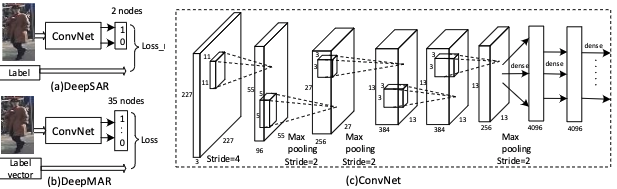 2 nodes
ConvNet
1
0
Loss_
Label
(a)DeepSAR
35 nodes
ConvNet
1
:
0
Loss
Label
vector
(b)DeepMAR
11
11
227
227
3
Stride=4
55
55
5
5
96
Max
pooling
Stride=2
3
3
27
27
256
Max
pooling
Stride=2
3
3
13
13
384
3
3
13
13
384
13
13
256
Max
pooling
Stride=2
dense
dense
dense
4096
4096
(c)ConvNet